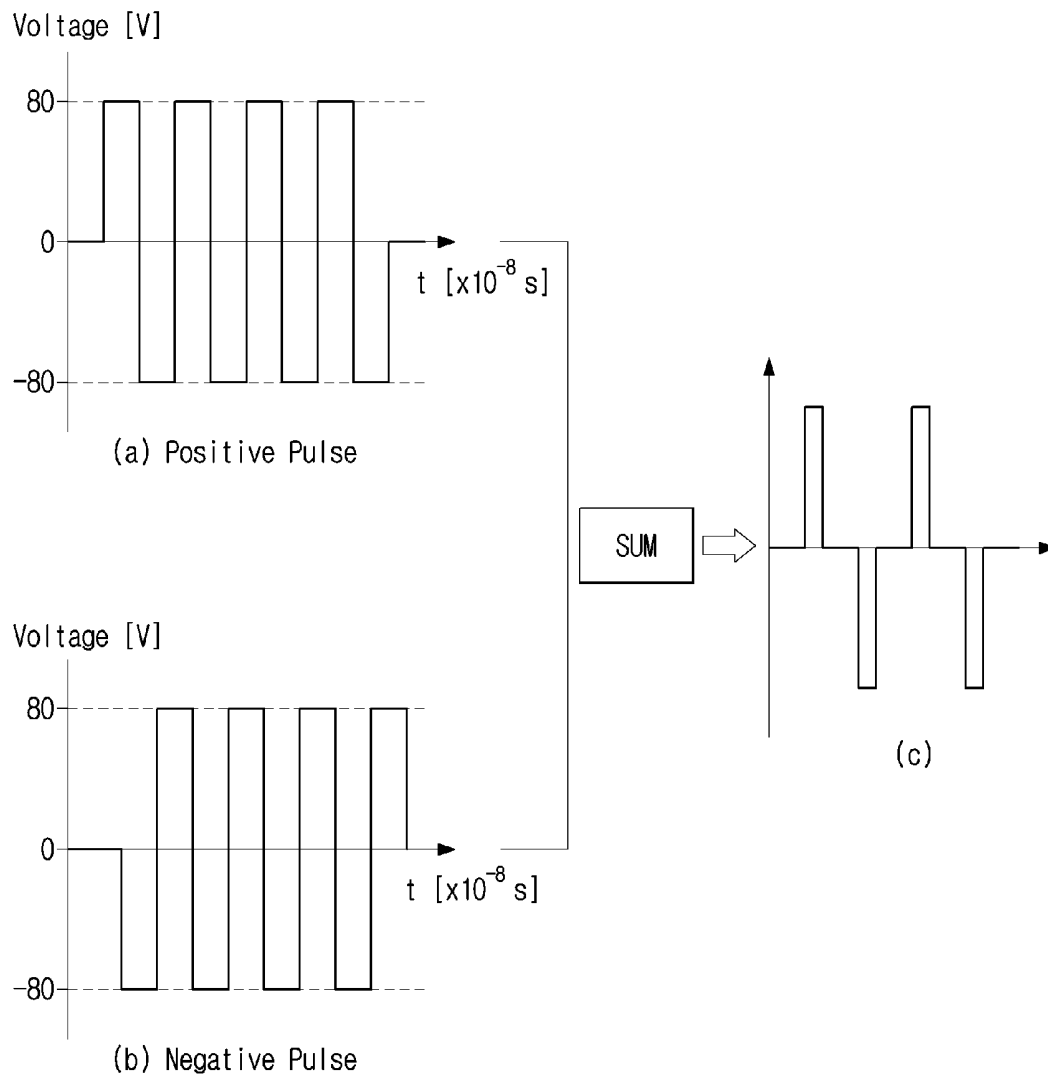 Voltage [V]
80
0
t [x10⁻⁸ s]
-80
(a) Positive Pulse
SUM
(c)
Voltage [V]
80
0
t [x10⁻⁸ s]
-80
(b) Negative Pulse